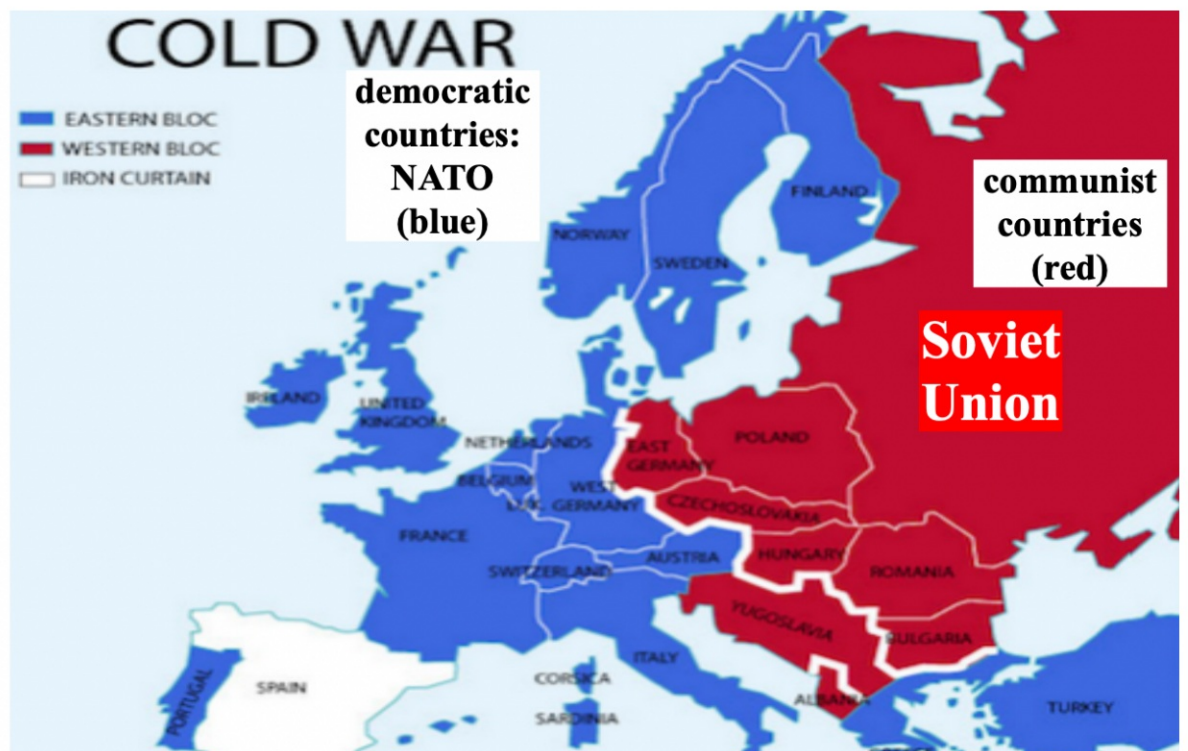 COLD WAR
democratic
countries:
NATO
(blue)
EASTERN BLOC
WESTERN BLOC
IRON CURTAIN
communist
countries
(red)
Soviet
Union
FINLAND
NORWAY
SWEDEN
IRELAND
UNITED
KINGDOM
NETHERLANDS
BELGIUM
LUX.
WEST
GERMANY
EAST
GERMANY
POLAND
CZECHOSLOVAKIA
FRANCE
SWITZERLAND
AUSTRIA
HUNGARY
ROMANIA
YUGOSLAVIA
BULGARIA
ITALY
CORSICA
SARDINIA
ALBANIA
PORTUGAL
SPAIN
TURKEY